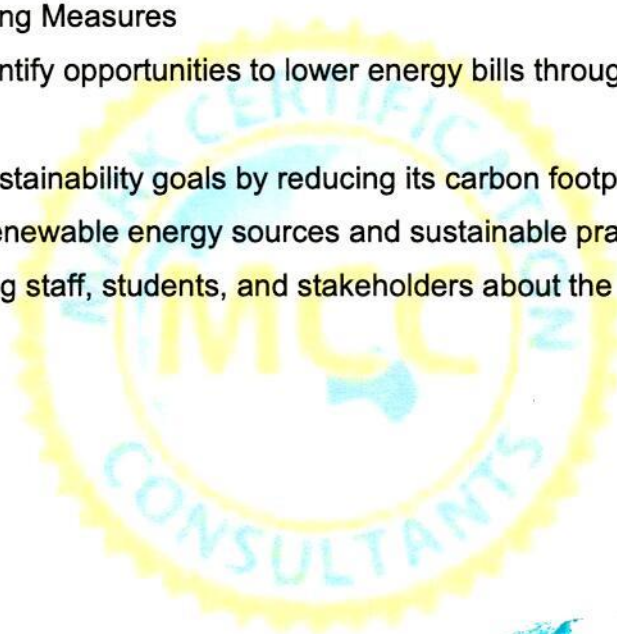 ng Measures
ntify opportunities to lower energy bills throug
stainability goals by reducing its carbon footp
enewable energy sources and sustainable pra
g staff, students, and stakeholders about the
CERTIFICATION
MCC
CONSULTANTS